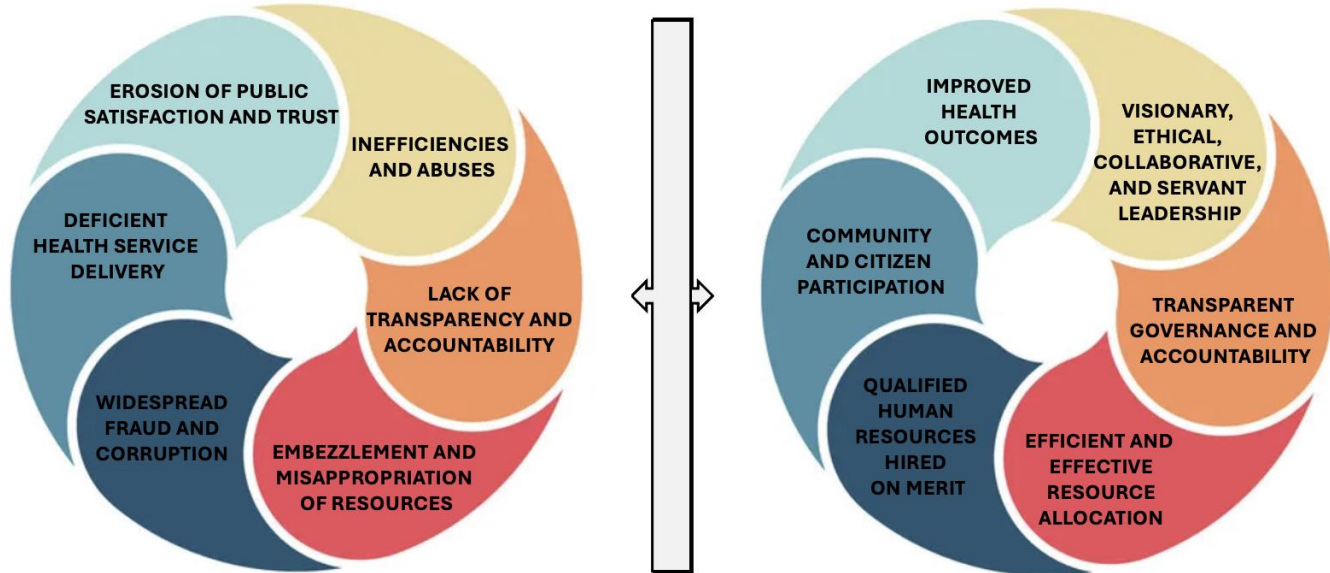 EROSION OF PUBLIC
SATISFACTION AND TRUST
INEFFICIENCIES
AND ABUSES
LACK OF
TRANSPARENCY AND
ACCOUNTABILITY
EMBEZZLEMENT AND
MISAPPROPRIATION
OF RESOURCES
WIDESPREAD
FRAUD AND
CORRUPTION
DEFICIENT
HEALTH SERVICE
DELIVERY
IMPROVED
HEALTH
OUTCOMES
VISIONARY,
ETHICAL,
COLLABORATIVE,
AND SERVANT
LEADERSHIP
TRANSPARENT
GOVERNANCE AND
ACCOUNTABILITY
EFFICIENT AND
EFFECTIVE
RESOURCE
ALLOCATION
QUALIFIED
HUMAN
RESOURCES
HIRED
ON MERIT
COMMUNITY
AND CITIZEN
PARTICIPATION